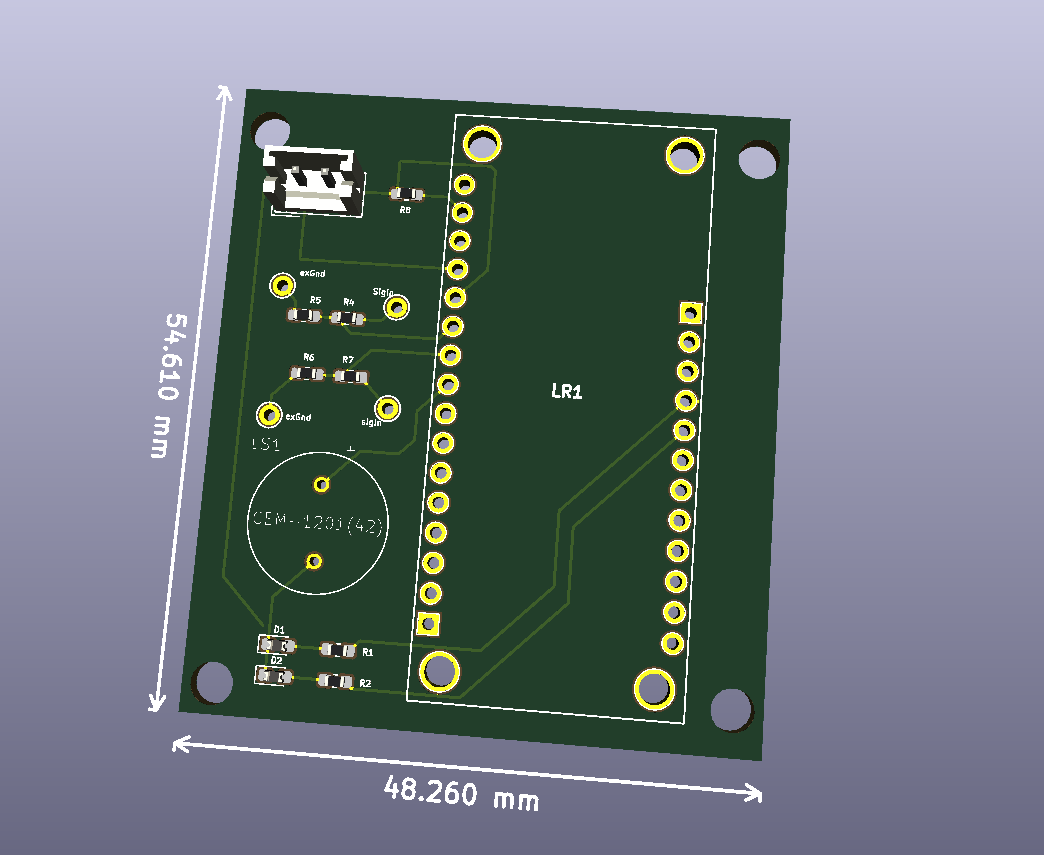 R8
exGnd
SigIn
R5
R4
R6
R7
LR1
exGnd
sigIn
LS1
+
CEM-1201(42)
D1
R1
D2
R2
54.610 mm
48.260 mm